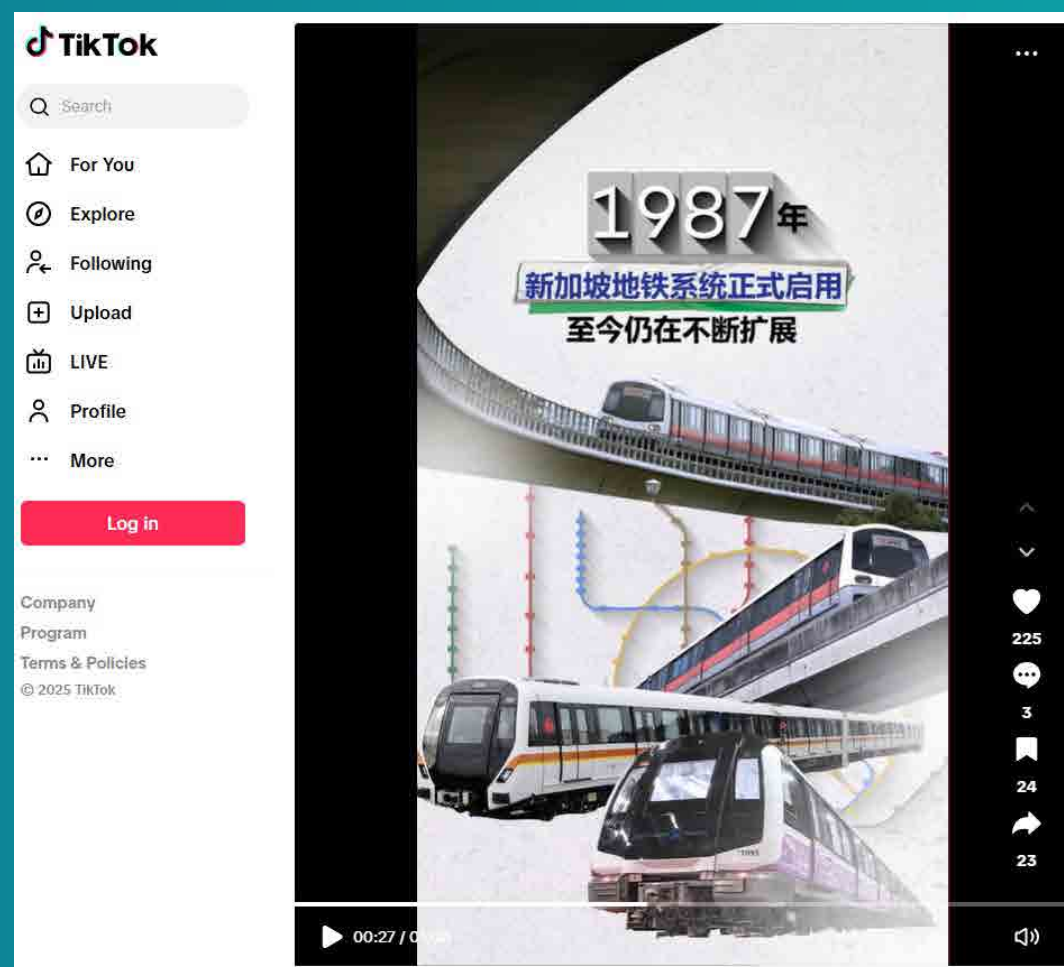 TikTok
Search
For You
Explore
Following
Upload
LIVE
Profile
More
Log in
Company
Program
Terms & Policies
© 2025 TikTok
1987年
新加坡地铁系统正式启用
至今仍在不断扩展
225
3
24
23
00:27 /